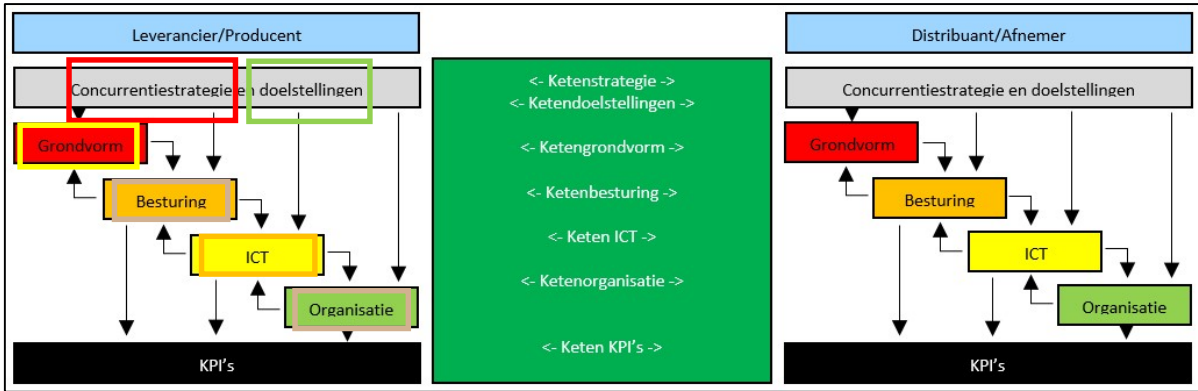 Leverancier/Producent
Concurrentiestrategie en doelstellingen
Grondvorm
Besturing
ICT
Organisatie
KPI's
<- Ketenstrategie ->
<- Ketendoelstellingen ->
<- Ketengrondvorm ->
<- Ketenbesturing ->
<- Keten ICT ->
<- Ketenorganisatie ->
<- Keten KPI's ->
Distribuant/Afnemer
Concurrentiestrategie en doelstellingen
Grondvorm
Besturing
ICT
Organisatie
KPI's